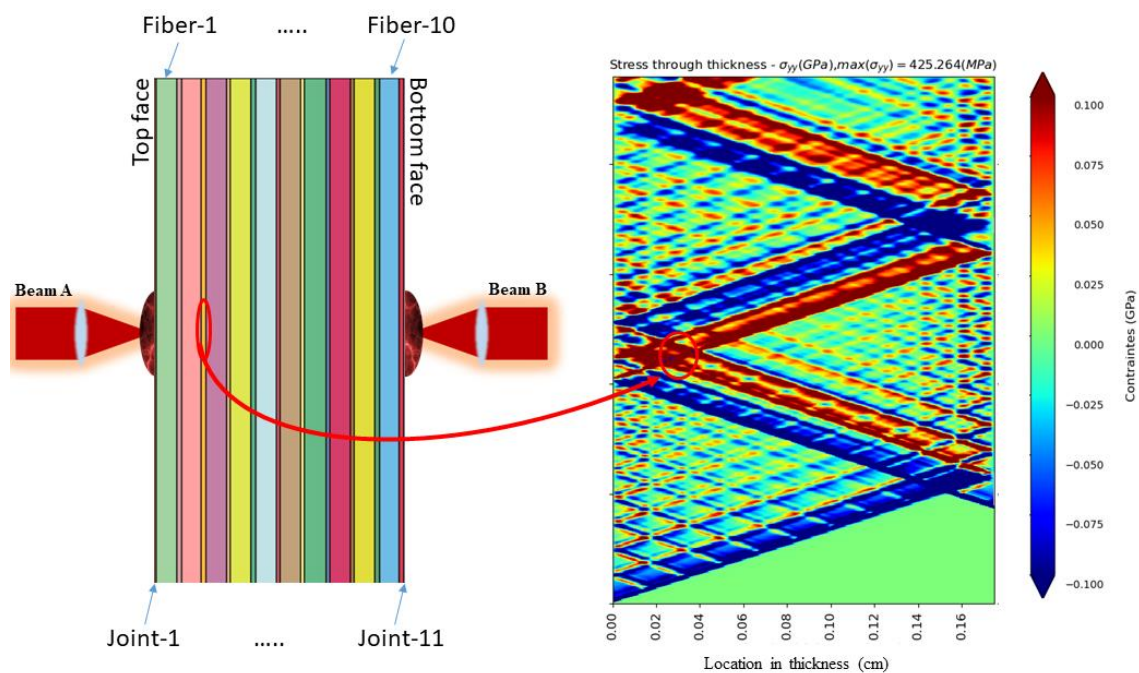 Fiber-1
.....
Fiber-10
Top face
Bottom face
Beam A
Beam B
Joint-1
.....
Joint-11
Stress through thickness - σyy(GPa),max(σyy) = 425.264(MPa)
0.100
0.075
0.050
0.025
0.000
−0.025
−0.050
−0.075
−0.100
Contraintes (GPa)
0.00
0.02
0.04
0.06
0.08
0.10
0.12
0.14
0.16
Location in thickness (cm)